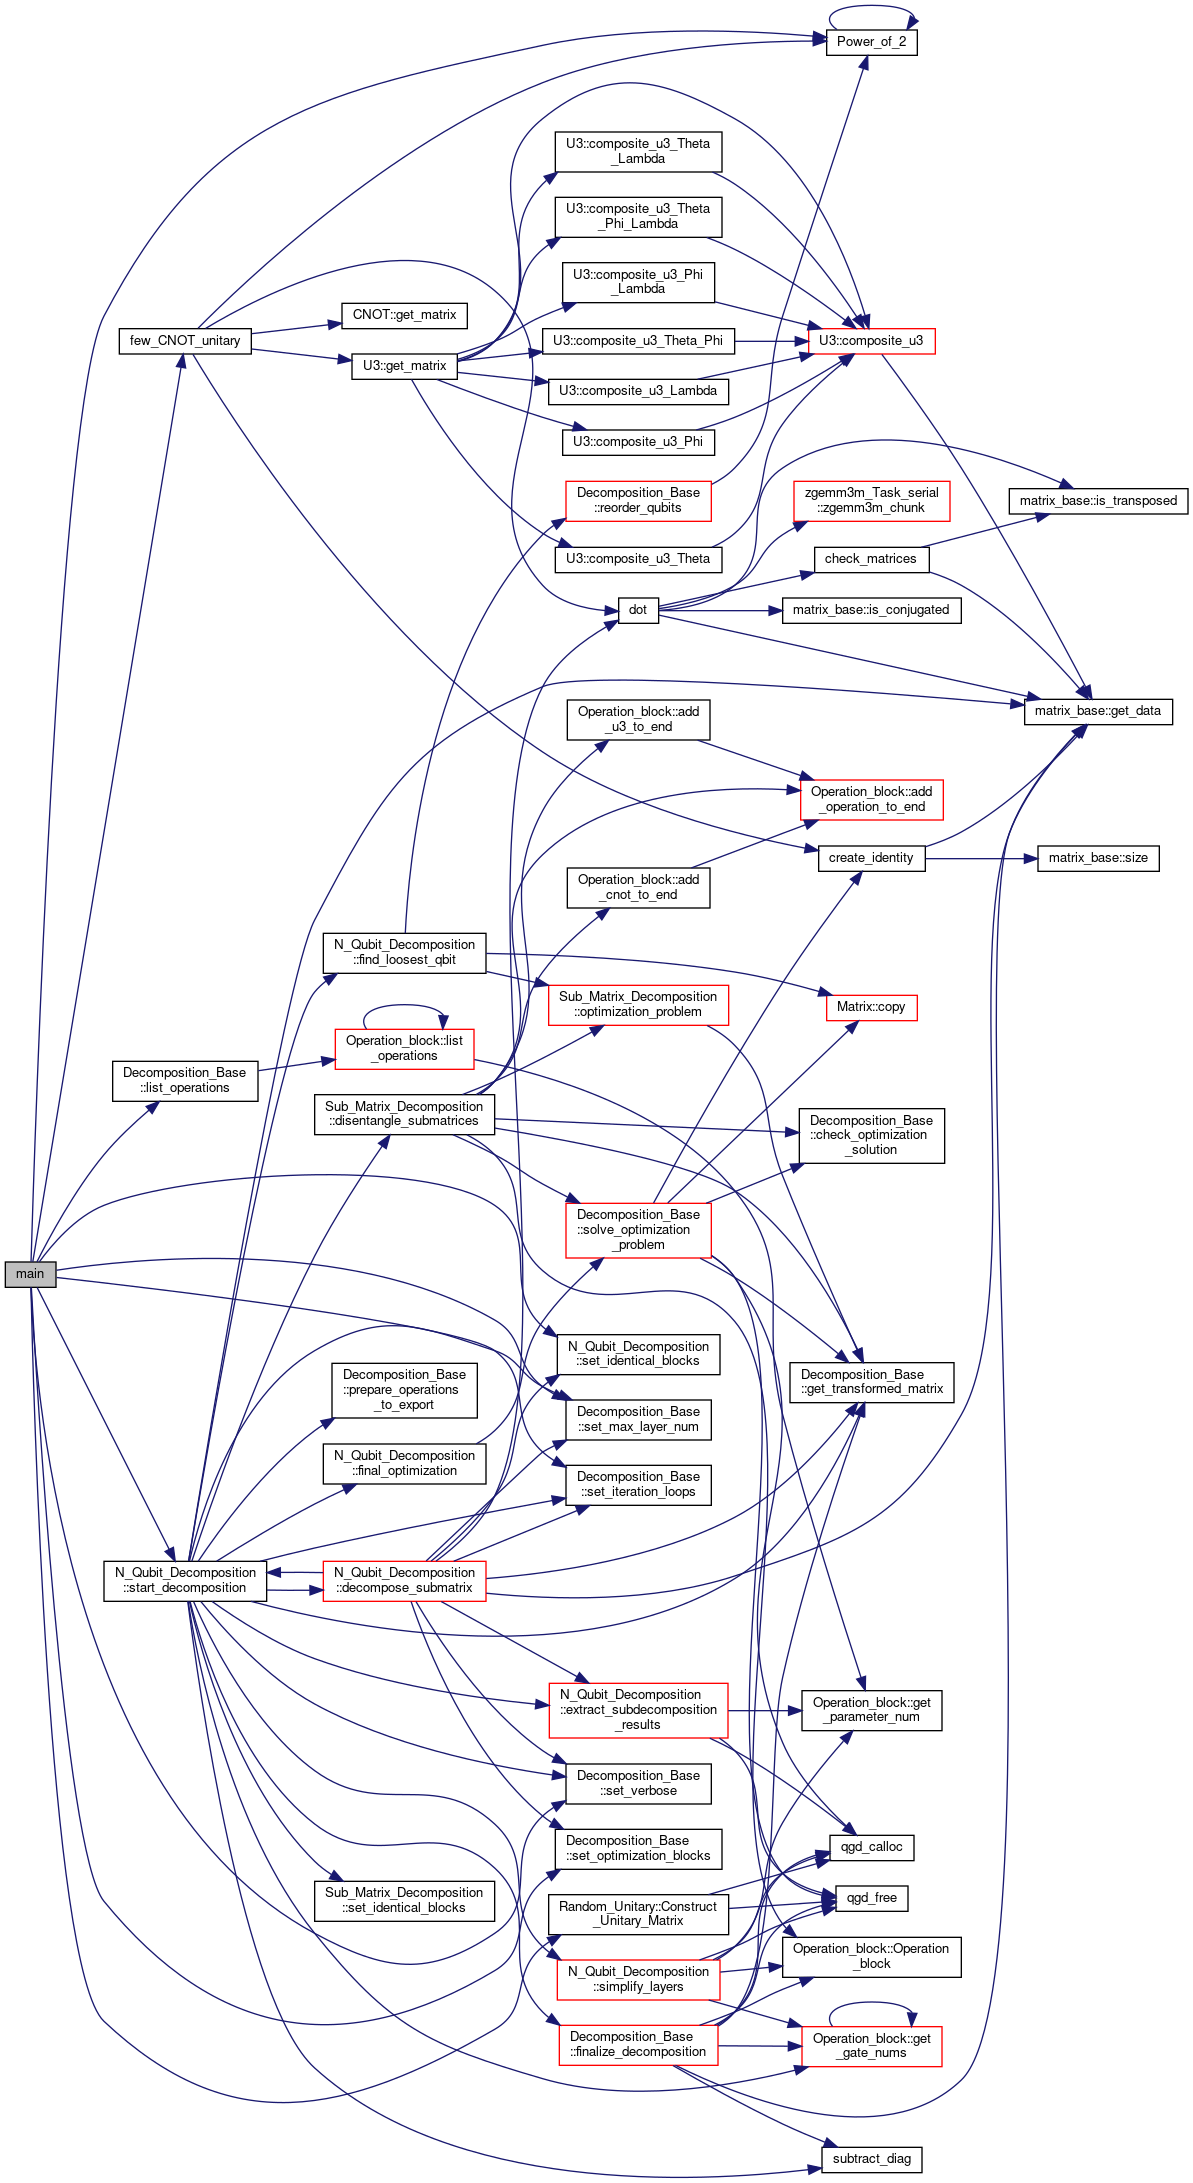 Power_of_2
U3::composite_u3_Theta
_Lambda
U3::composite_u3_Theta
_Phi_Lambda
U3::composite_u3_Phi
_Lambda
CNOT::get_matrix
few_CNOT_unitary
U3::composite_u3_Theta_Phi
U3::composite_u3
U3::get_matrix
U3::composite_u3_Lambda
U3::composite_u3_Phi
Decomposition_Base
::reorder_qubits
zgemm3m_Task_serial
::zgemm3m_chunk
matrix_base::is_transposed
U3::composite_u3_Theta
check_matrices
dot
matrix_base::is_conjugated
Operation_block::add
_u3_to_end
matrix_base::get_data
Operation_block::add
_operation_to_end
create_identity
matrix_base::size
Operation_block::add
_cnot_to_end
N_Qubit_Decomposition
::find_loosest_qbit
Sub_Matrix_Decomposition
::optimization_problem
Matrix::copy
Operation_block::list
_operations
Decomposition_Base
::list_operations
Sub_Matrix_Decomposition
::disentangle_submatrices
Decomposition_Base
::check_optimization
_solution
Decomposition_Base
::solve_optimization
_problem
main
N_Qubit_Decomposition
::set_identical_blocks
Decomposition_Base
::get_transformed_matrix
Decomposition_Base
::prepare_operations
_to_export
Decomposition_Base
::set_max_layer_num
N_Qubit_Decomposition
::final_optimization
Decomposition_Base
::set_iteration_loops
N_Qubit_Decomposition
::start_decomposition
N_Qubit_Decomposition
::decompose_submatrix
N_Qubit_Decomposition
::extract_subdecomposition
_results
Operation_block::get
_parameter_num
Decomposition_Base
::set_verbose
Decomposition_Base
::set_optimization_blocks
qgd_calloc
Sub_Matrix_Decomposition
::set_identical_blocks
Random_Unitary::Construct
_Unitary_Matrix
qgd_free
Operation_block::Operation
_block
N_Qubit_Decomposition
::simplify_layers
Decomposition_Base
::finalize_decomposition
Operation_block::get
_gate_nums
subtract_diag